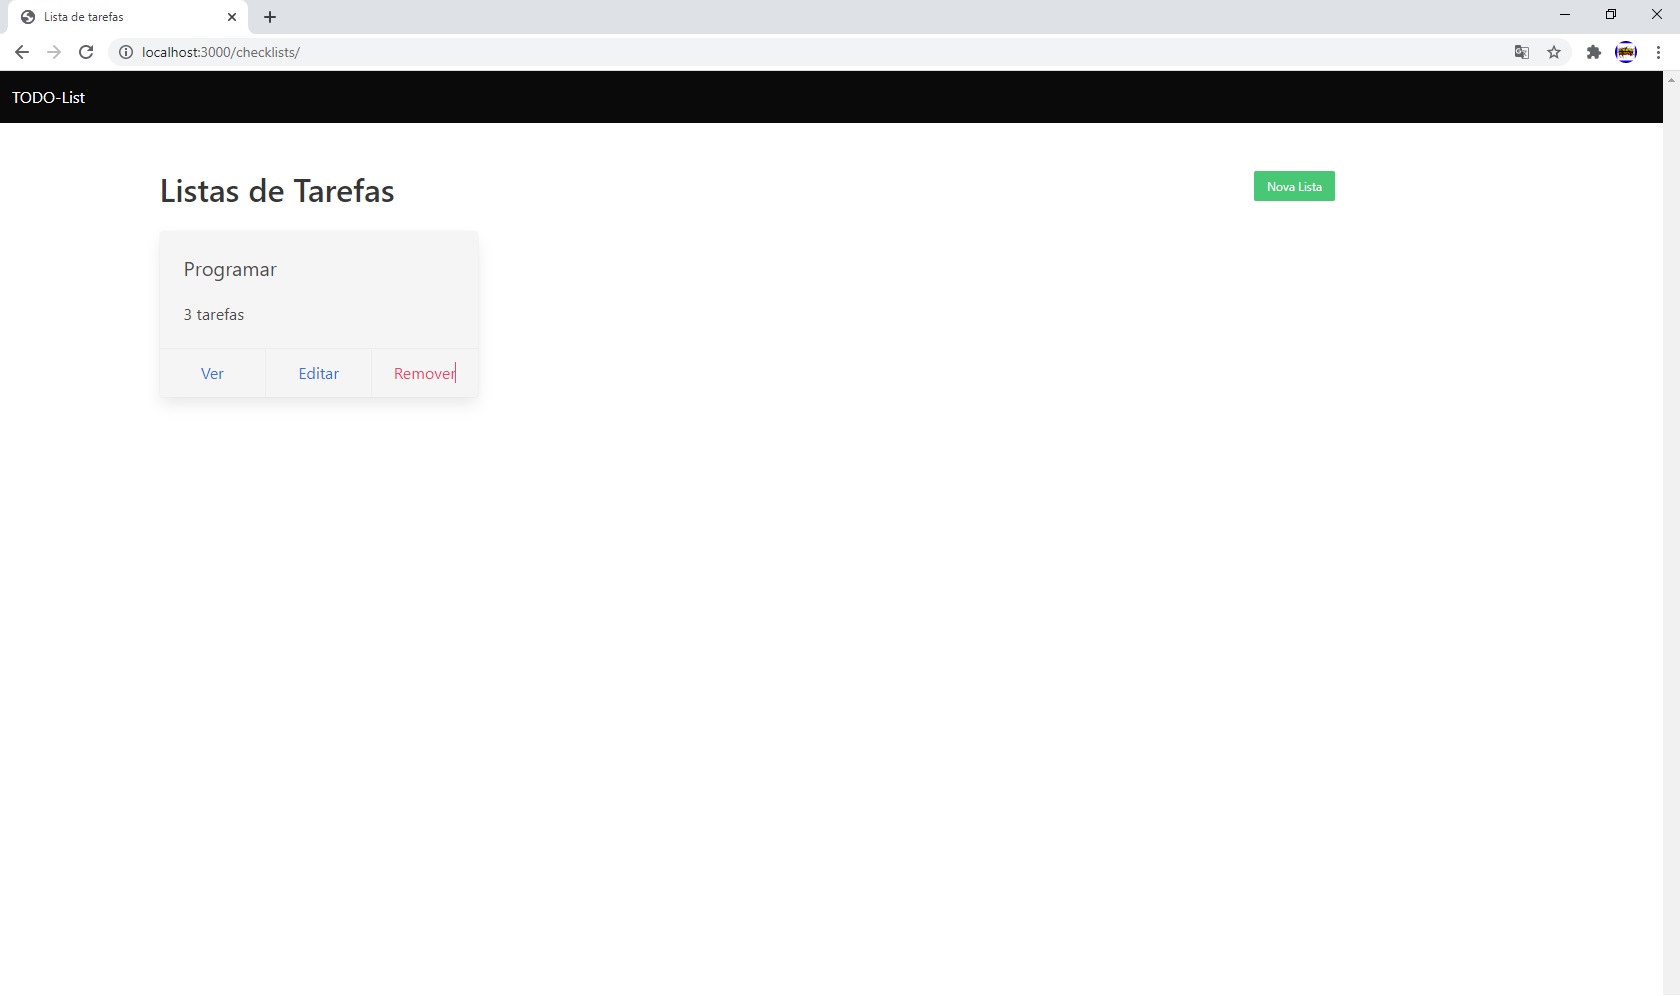 Lista de tarefas
localhost:3000/checklists/
TODO-List
Listas de Tarefas
Nova Lista
Programar
3 tarefas
Ver
Editar
Remover